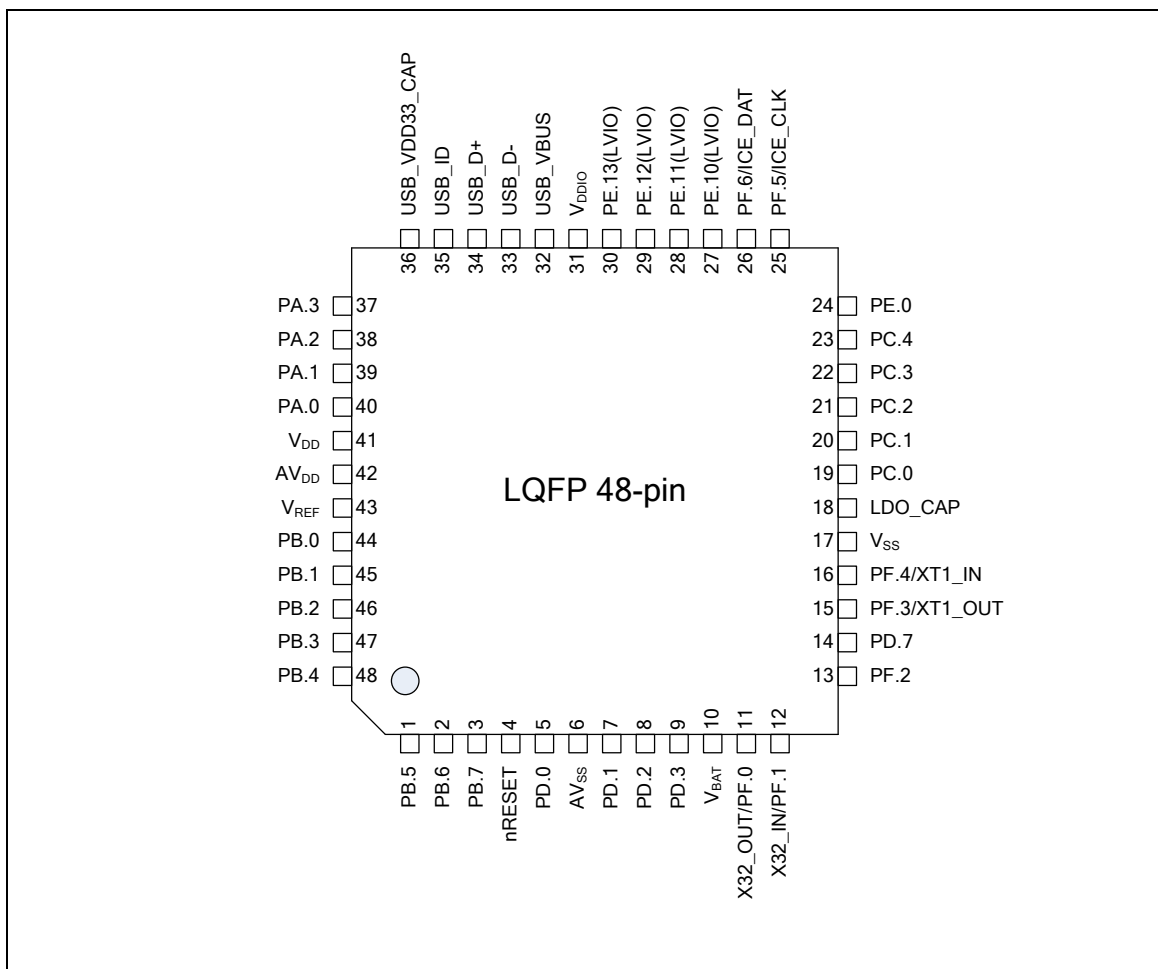 USB_VDD33_CAP
USB_ID
USB_D+
USB_D-
USB_VBUS
VDDIO
PE.13(LVIO)
PE.12(LVIO)
PE.11(LVIO)
PE.10(LVIO)
PF.6/ICE_DAT
PF.5/ICE_CLK
36
35
34
33
32
31
30
29
28
27
26
25
PA.3 37
PA.2 38
PA.1 39
PA.0 40
VDD 41
AVDD 42
VREF 43
PB.0 44
PB.1 45
PB.2 46
PB.3 47
PB.4 48
LQFP 48-pin
24 PE.0
23 PC.4
22 PC.3
21 PC.2
20 PC.1
19 PC.0
18 LDO_CAP
17 VSS
16 PF.4/XT1_IN
15 PF.3/XT1_OUT
14 PD.7
13 PF.2
1
2
3
4
5
6
7
8
9
10
11
12
PB.5
PB.6
PB.7
nRESET
PD.0
AVSS
PD.1
PD.2
PD.3
VBAT
X32_OUT/PF.0
X32_IN/PF.1